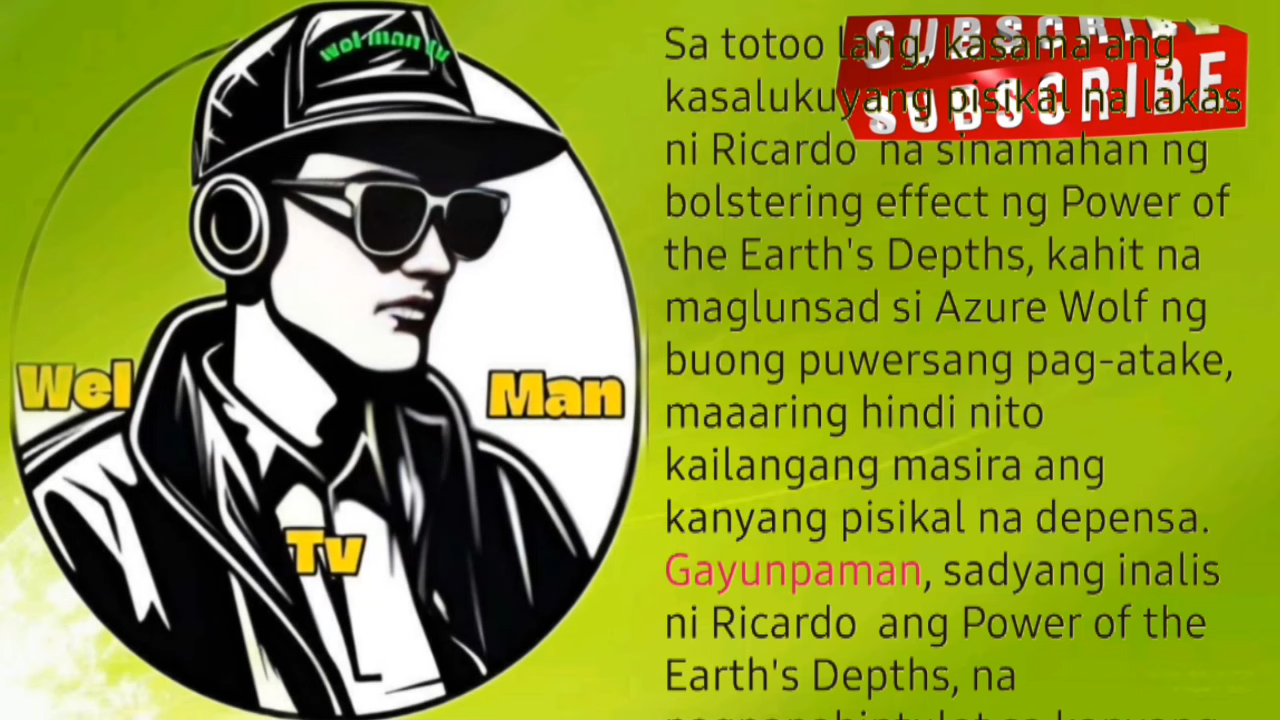 wel man tv
Wel
Man
Tv
SUBSCRIBE
SUBSCRIBE
Sa totoo lang, kasama ang
kasalukuyang pisikal na lakas
ni Ricardo na sinamahan ng
bolstering effect ng Power of
the Earth's Depths, kahit na
maglunsad si Azure Wolf ng
buong puwersang pag-atake,
maaaring hindi nito
kailangang masira ang
kanyang pisikal na depensa.
Gayunpaman, sadyang inalis
ni Ricardo ang Power of the
Earth's Depths, na